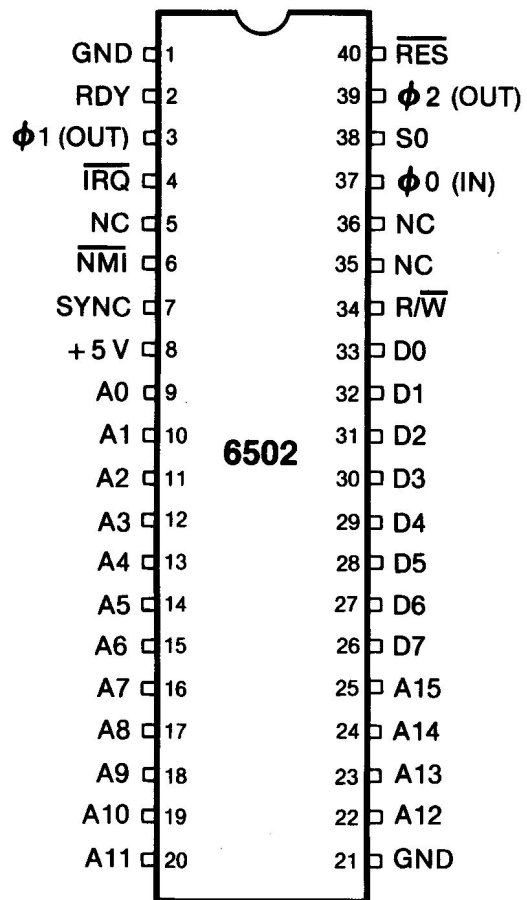 GND 1 40 R̅E̅S̅
RDY 2 39 ϕ2 (OUT)
ϕ1 (OUT) 3 38 S0
I̅R̅Q̅ 4 37 ϕ0 (IN)
NC 5 36 NC
N̅M̅I̅ 6 35 NC
SYNC 7 34 R/W̅
+5 V 8 33 D0
A0 9 32 D1
A1 10 31 D2
6502
A2 11 30 D3
A3 12 29 D4
A4 13 28 D5
A5 14 27 D6
A6 15 26 D7
A7 16 25 A15
A8 17 24 A14
A9 18 23 A13
A10 19 22 A12
A11 20 21 GND